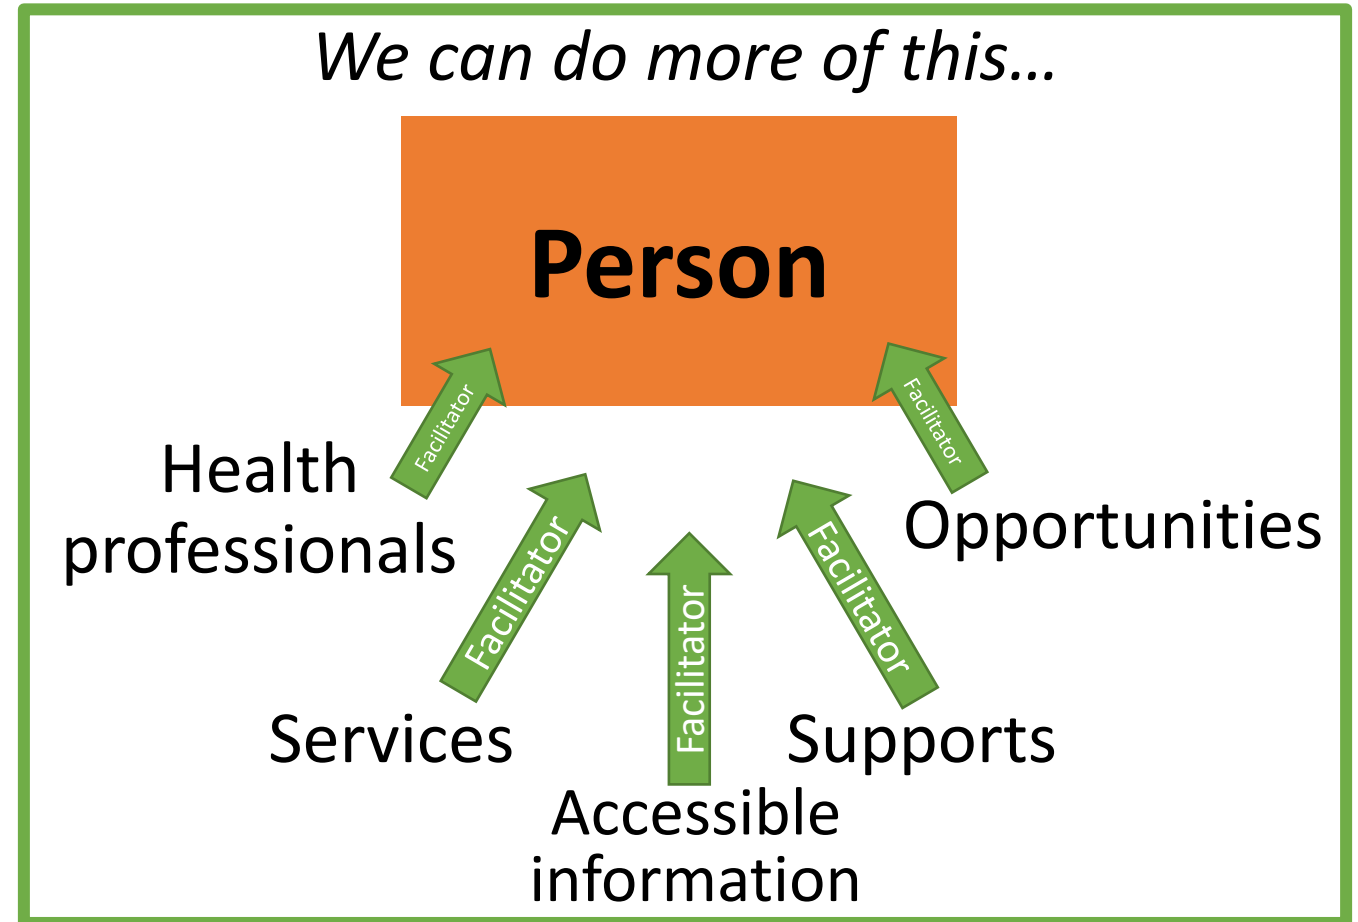 We can do more of this...
Person
Facilitator
Facilitator
Health
professionals
Opportunities
Facilitator
Facilitator
Facilitator
Services
Supports
Accessible
information